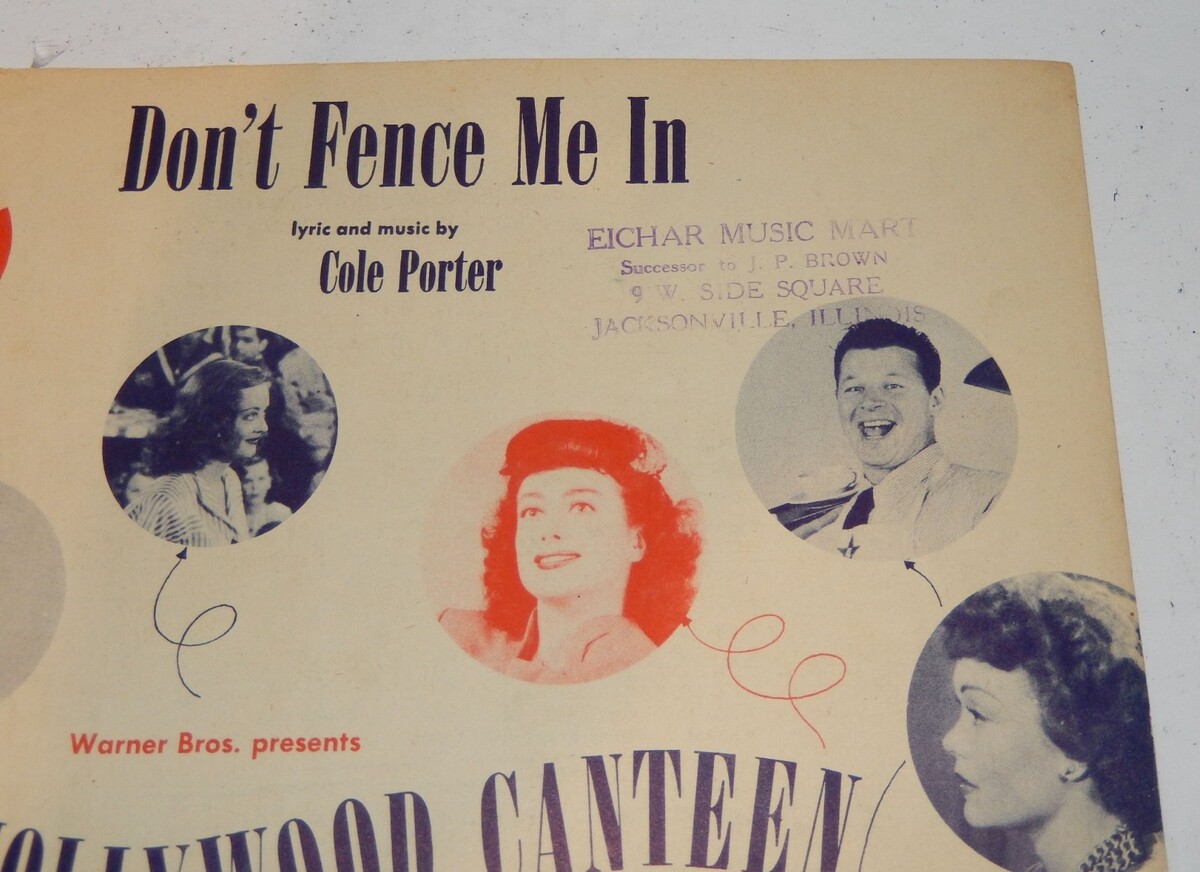 Don't Fence Me In
lyric and music by
Cole Porter
EICHAR MUSIC MART
Successor to J. P. BROWN
9 W. SIDE SQUARE
JACKSONVILLE, ILLINOIS
Warner Bros. presents
HOLLYWOOD CANTEEN